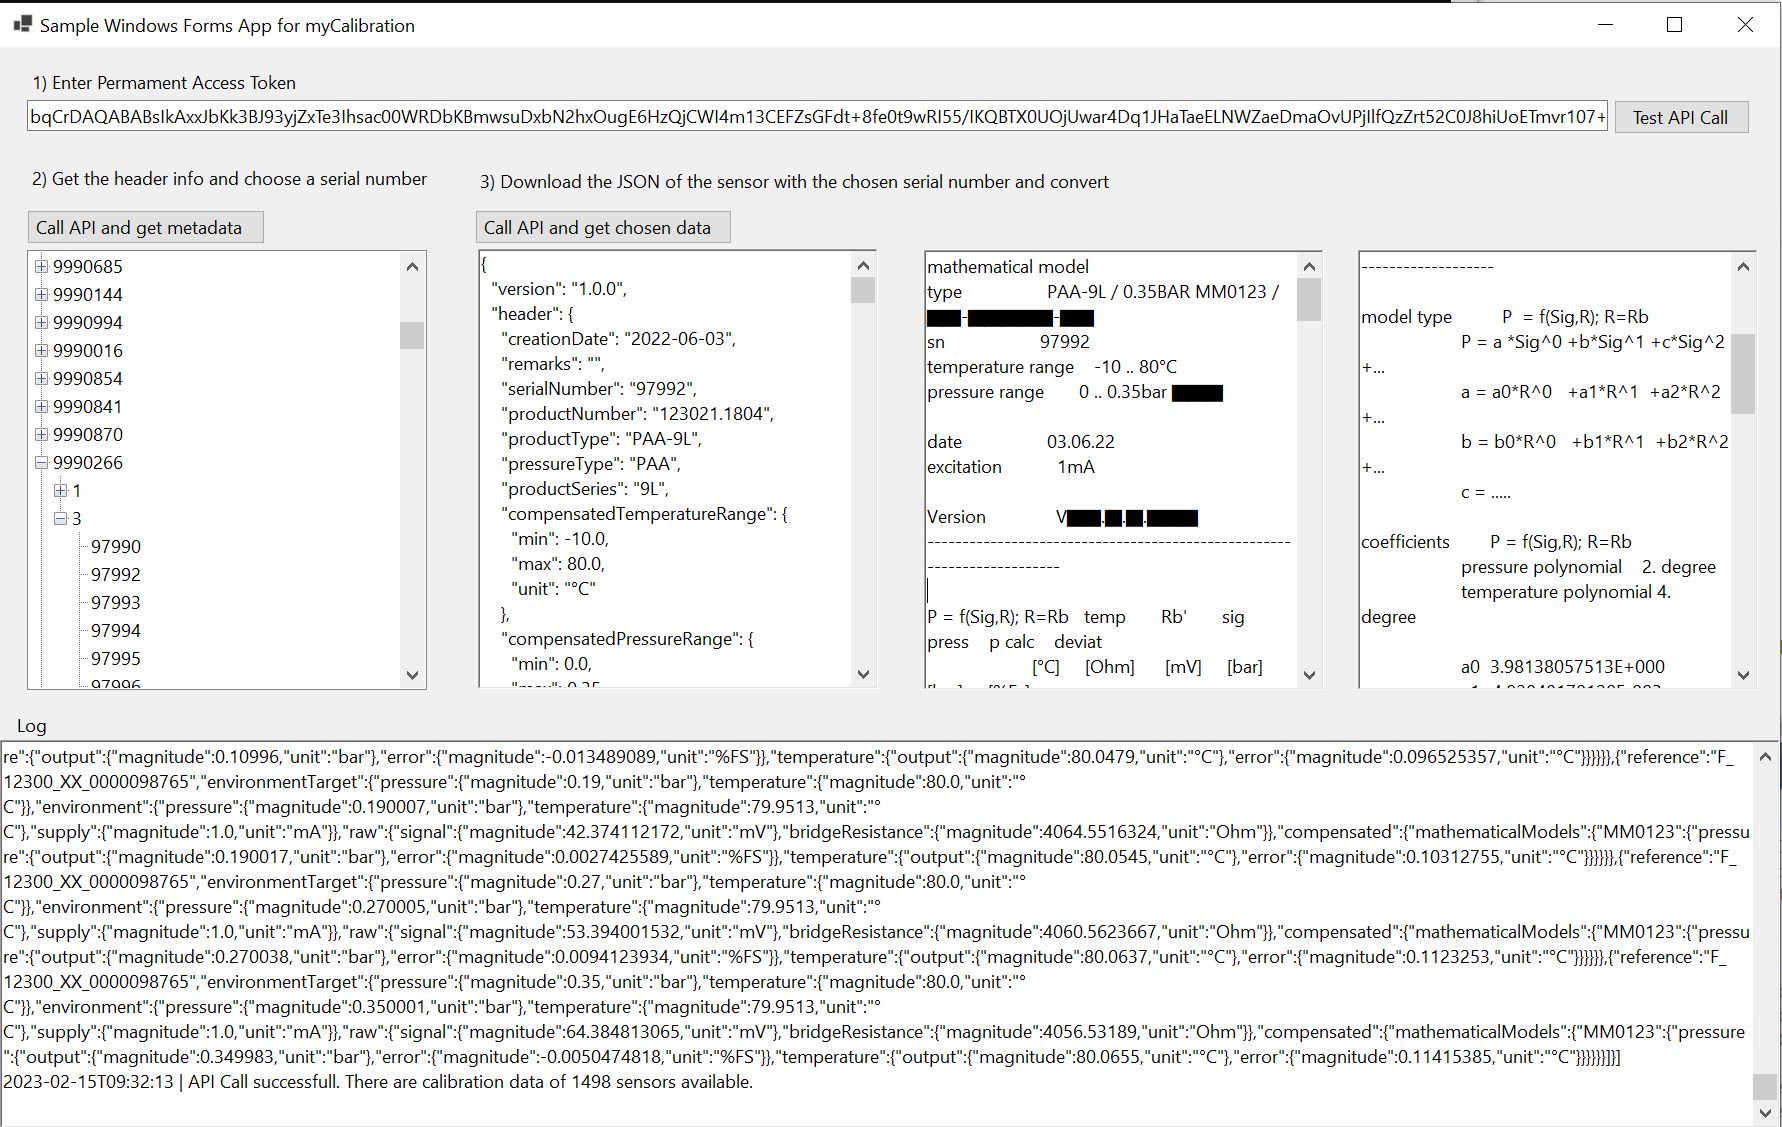 Sample Windows Forms App for myCalibration
1) Enter Permament Access Token
bqCrDAQABABsIkAxxJbKk3BJ93yjZxTe3Ihsac00WRDbKBmwsuDxbN2hxOugE6HzQjCWI4m13CEFZsGFdt+8fe0t9wRI55/IKQBTX0UOjUwar4Dq1JHaTaeELNWZaeDmaOvUPjIlfQzZrt52C0J8hiUoETmvr107+
Test API Call
2) Get the header info and choose a serial number
Call API and get metadata
9990685
9990144
9990994
9990016
9990854
9990841
9990870
9990266
1
3
97990
97992
97993
97994
97995
97996
3) Download the JSON of the sensor with the chosen serial number and convert
Call API and get chosen data
{
"version": "1.0.0",
"header": {
"creationDate": "2022-06-03",
"remarks": "",
"serialNumber": "97992",
"productNumber": "123021.1804",
"productType": "PAA-9L",
"pressureType": "PAA",
"productSeries": "9L",
"compensatedTemperatureRange": {
"min": -10.0,
"max": 80.0,
"unit": "°C"
},
"compensatedPressureRange": {
"min": 0.0,
mathematical model
type PAA-9L / 0.35BAR MM0123 /
- -
sn 97992
temperature range -10 .. 80°C
pressure range 0 .. 0.35bar
date 03.06.22
excitation 1mA
Version V . . .
----------------------------------------------------
-------------------
P = f(Sig,R); R=Rb temp Rb' sig
press p calc deviat
[°C] [Ohm] [mV] [bar]
-------------------
model type P = f(Sig,R); R=Rb
P = a *Sig^0 +b*Sig^1 +c*Sig^2
+...
a = a0*R^0 +a1*R^1 +a2*R^2
+...
b = b0*R^0 +b1*R^1 +b2*R^2
+...
c = .....
coefficients P = f(Sig,R); R=Rb
pressure polynomial 2. degree
temperature polynomial 4.
degree
a0 3.98138057513E+000
Log
re":{"output":{"magnitude":0.10996,"unit":"bar"},"error":{"magnitude":-0.013489089,"unit":"%FS"}},"temperature":{"output":{"magnitude":80.0479,"unit":"°C"},"error":{"magnitude":0.096525357,"unit":"°C"}}}}}},{"reference":"F_
12300_XX_0000098765","environmentTarget":{"pressure":{"magnitude":0.19,"unit":"bar"},"temperature":{"magnitude":80.0,"unit":"°
C"}},"environment":{"pressure":{"magnitude":0.190007,"unit":"bar"},"temperature":{"magnitude":79.9513,"unit":"°
C"},"supply":{"magnitude":1.0,"unit":"mA"}},"raw":{"signal":{"magnitude":42.374112172,"unit":"mV"},"bridgeResistance":{"magnitude":4064.5516324,"unit":"Ohm"}},"compensated":{"mathematicalModels":{"MM0123":{"pressu
re":{"output":{"magnitude":0.190017,"unit":"bar"},"error":{"magnitude":0.0027425589,"unit":"%FS"}},"temperature":{"output":{"magnitude":80.0545,"unit":"°C"},"error":{"magnitude":0.10312755,"unit":"°C"}}}}}},{"reference":"F_
12300_XX_0000098765","environmentTarget":{"pressure":{"magnitude":0.27,"unit":"bar"},"temperature":{"magnitude":80.0,"unit":"°
C"}},"environment":{"pressure":{"magnitude":0.270005,"unit":"bar"},"temperature":{"magnitude":79.9513,"unit":"°
C"},"supply":{"magnitude":1.0,"unit":"mA"}},"raw":{"signal":{"magnitude":53.394001532,"unit":"mV"},"bridgeResistance":{"magnitude":4060.5623667,"unit":"Ohm"}},"compensated":{"mathematicalModels":{"MM0123":{"pressu
re":{"output":{"magnitude":0.270038,"unit":"bar"},"error":{"magnitude":0.0094123934,"unit":"%FS"}},"temperature":{"output":{"magnitude":80.0637,"unit":"°C"},"error":{"magnitude":0.1123253,"unit":"°C"}}}}}},{"reference":"F_
12300_XX_0000098765","environmentTarget":{"pressure":{"magnitude":0.35,"unit":"bar"},"temperature":{"magnitude":80.0,"unit":"°
C"}},"environment":{"pressure":{"magnitude":0.350001,"unit":"bar"},"temperature":{"magnitude":79.9513,"unit":"°
C"},"supply":{"magnitude":1.0,"unit":"mA"}},"raw":{"signal":{"magnitude":64.384813065,"unit":"mV"},"bridgeResistance":{"magnitude":4056.53189,"unit":"Ohm"}},"compensated":{"mathematicalModels":{"MM0123":{"pressure
":{"output":{"magnitude":0.349983,"unit":"bar"},"error":{"magnitude":-0.0050474818,"unit":"%FS"}},"temperature":{"output":{"magnitude":80.0655,"unit":"°C"},"error":{"magnitude":0.11415385,"unit":"°C"}}}}}}]}]
2023-02-15T09:32:13 | API Call successfull. There are calibration data of 1498 sensors available.